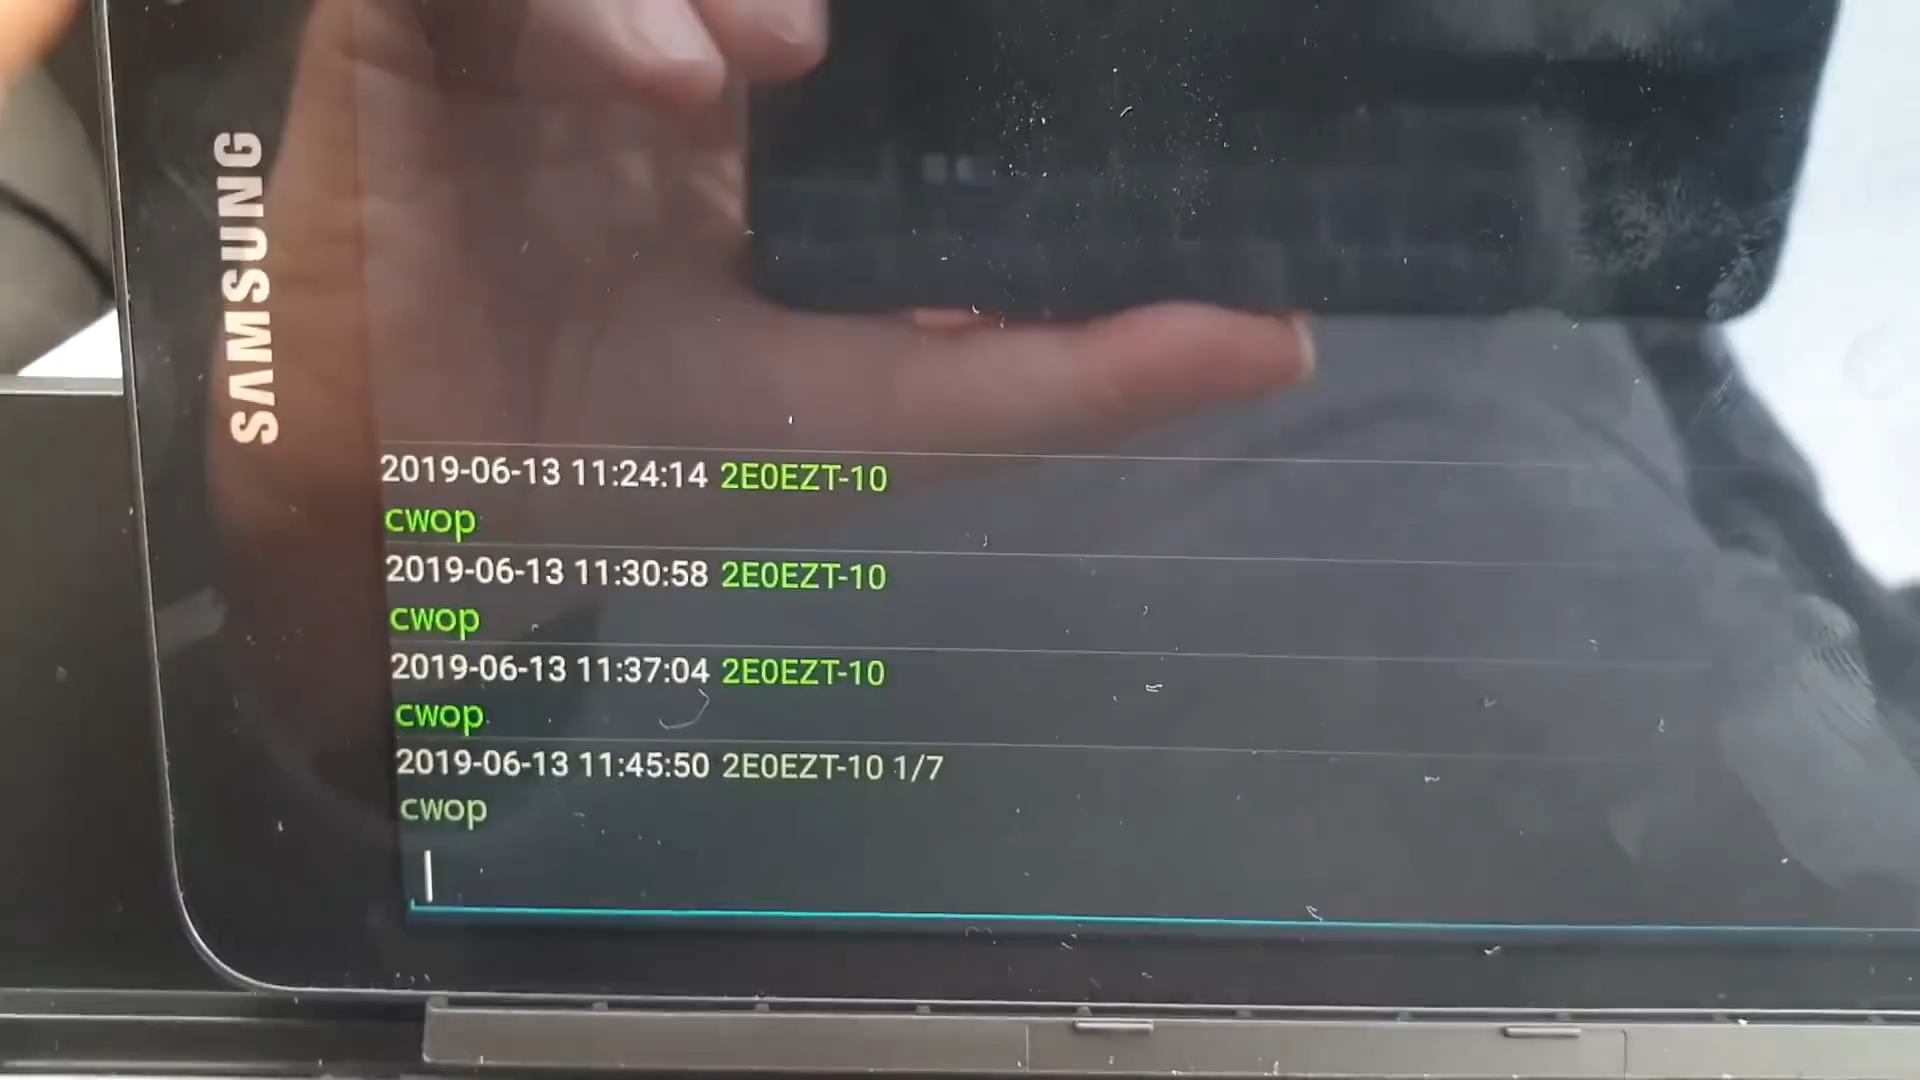 SAMSUNG
2019-06-13 11:24:14 2E0EZT-10
cwop
2019-06-13 11:30:58 2E0EZT-10
cwop
2019-06-13 11:37:04 2E0EZT-10
cwop
2019-06-13 11:45:50 2E0EZT-10 1/7
cwop